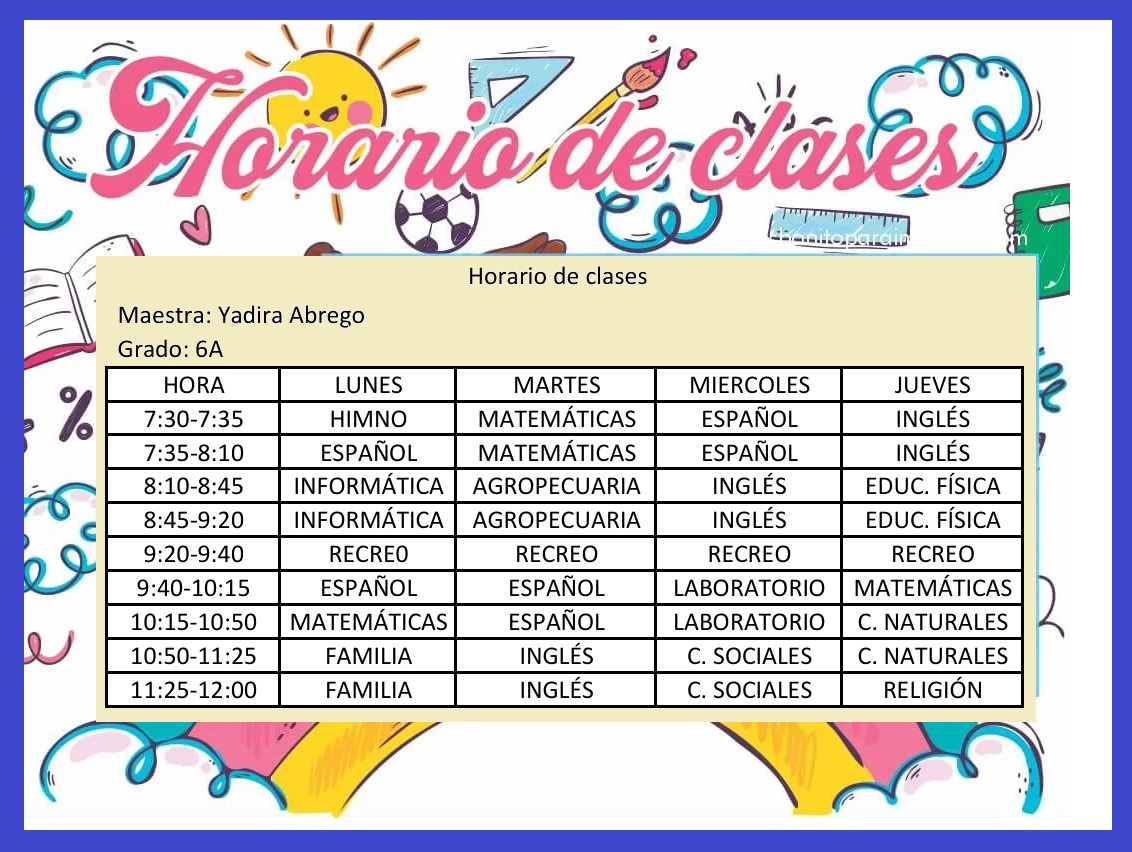 Horario de clases
Horario de clases
Maestra: Yadira Abrego
Grado: 6A
HORA LUNES MARTES MIERCOLES JUEVES
7:30-7:35 HIMNO MATEMÁTICAS ESPAÑOL INGLÉS
7:35-8:10 ESPAÑOL MATEMÁTICAS ESPAÑOL INGLÉS
8:10-8:45 INFORMÁTICA AGROPECUARIA INGLÉS EDUC. FÍSICA
8:45-9:20 INFORMÁTICA AGROPECUARIA INGLÉS EDUC. FÍSICA
9:20-9:40 RECRE0 RECREO RECREO RECREO
9:40-10:15 ESPAÑOL ESPAÑOL LABORATORIO MATEMÁTICAS
10:15-10:50 MATEMÁTICAS ESPAÑOL LABORATORIO C. NATURALES
10:50-11:25 FAMILIA INGLÉS C. SOCIALES C. NATURALES
11:25-12:00 FAMILIA INGLÉS C. SOCIALES RELIGIÓN
%